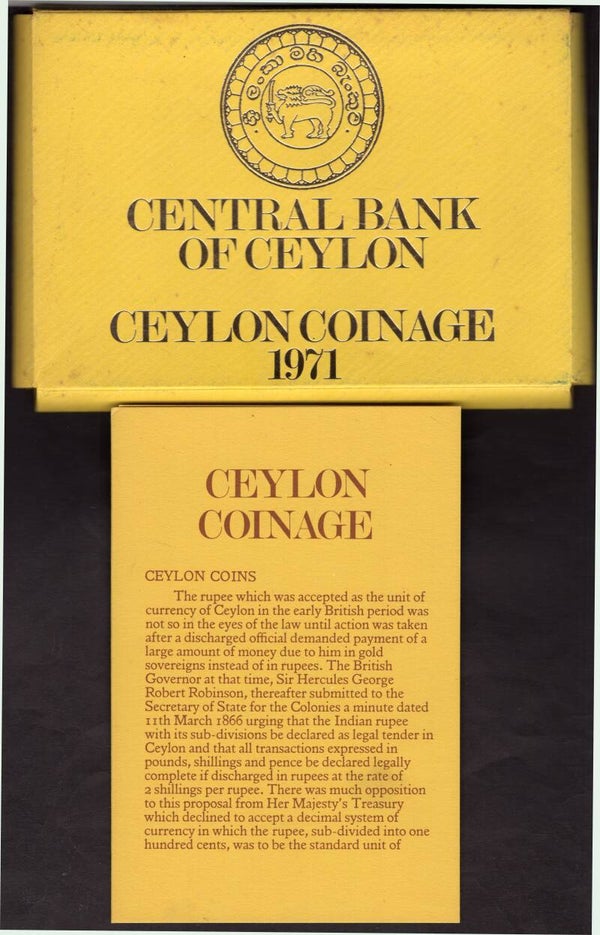 ශ්‍රී ලංකා මහ බැංකුව
CENTRAL BANK
OF CEYLON
CEYLON COINAGE
1971
CEYLON
COINAGE
CEYLON COINS
The rupee which was accepted as the unit of
currency of Ceylon in the early British period was
not so in the eyes of the law until action was taken
after a discharged official demanded payment of a
large amount of money due to him in gold
sovereigns instead of in rupees. The British
Governor at that time, Sir Hercules George
Robert Robinson, thereafter submitted to the
Secretary of State for the Colonies a minute dated
11th March 1866 urging that the Indian rupee
with its sub-divisions be declared as legal tender in
Ceylon and that all transactions expressed in
pounds, shillings and pence be declared legally
complete if discharged in rupees at the rate of
2 shillings per rupee. There was much opposition
to this proposal from Her Majesty's Treasury
which declined to accept a decimal system of
currency in which the rupee, sub-divided into one
hundred cents, was to be the standard unit of